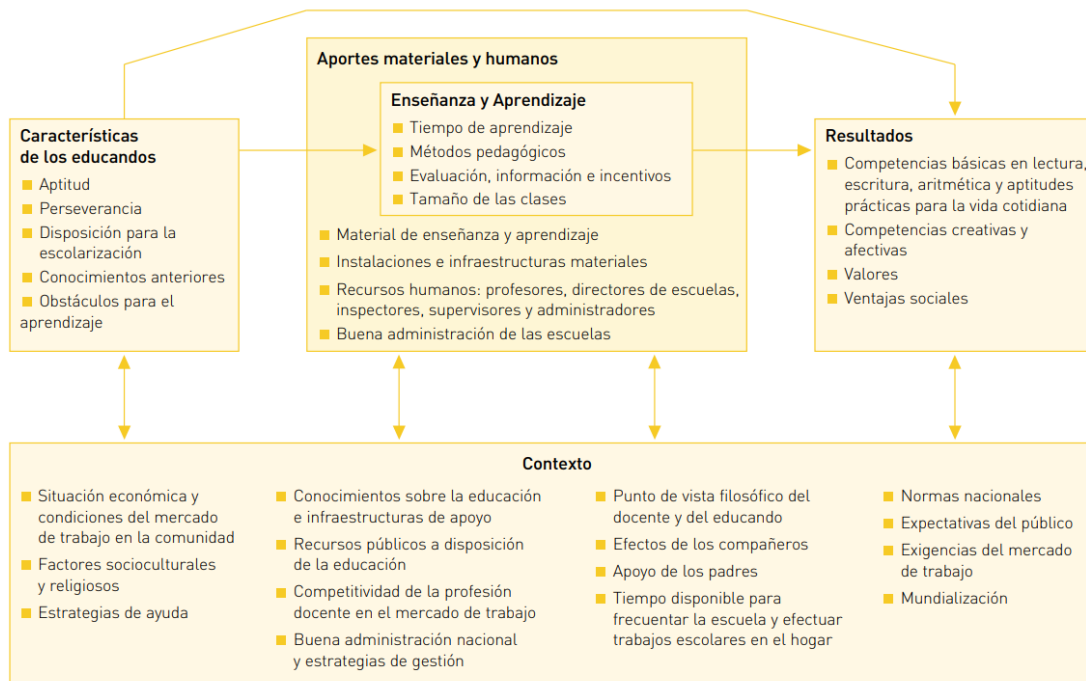 Aportes materiales y humanos
Enseñanza y Aprendizaje
Tiempo de aprendizaje
Métodos pedagógicos
Evaluación, información e incentivos
Tamaño de las clases
Material de enseñanza y aprendizaje
Instalaciones e infraestructuras materiales
Recursos humanos: profesores, directores de escuelas,
inspectores, supervisores y administradores
Buena administración de las escuelas
Características
de los educandos
Aptitud
Perseverancia
Disposición para la
escolarización
Conocimientos anteriores
Obstáculos para el
aprendizaje
Resultados
Competencias básicas en lectura,
escritura, aritmética y aptitudes
prácticas para la vida cotidiana
Competencias creativas y
afectivas
Valores
Ventajas sociales
Contexto
Situación económica y
condiciones del mercado
de trabajo en la comunidad
Factores socioculturales
y religiosos
Estrategias de ayuda
Conocimientos sobre la educación
e infraestructuras de apoyo
Recursos públicos a disposición
de la educación
Competitividad de la profesión
docente en el mercado de trabajo
Buena administración nacional
y estrategias de gestión
Punto de vista filosófico del
docente y del educando
Efectos de los compañeros
Apoyo de los padres
Tiempo disponible para
frecuentar la escuela y efectuar
trabajos escolares en el hogar
Normas nacionales
Expectativas del público
Exigencias del mercado
de trabajo
Mundialización